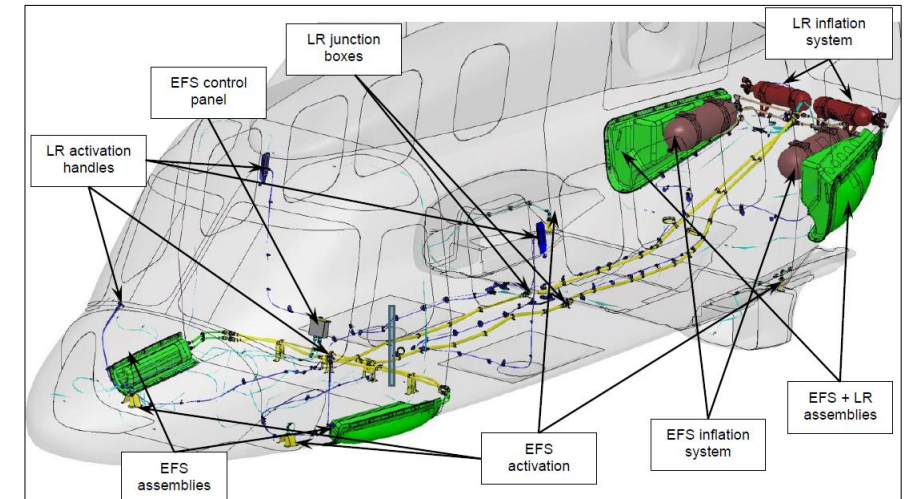 LR junction
boxes
LR inflation
system
EFS control
panel
LR activation
handles
EFS + LR
assemblies
EFS inflation
system
EFS
activation
EFS
assemblies